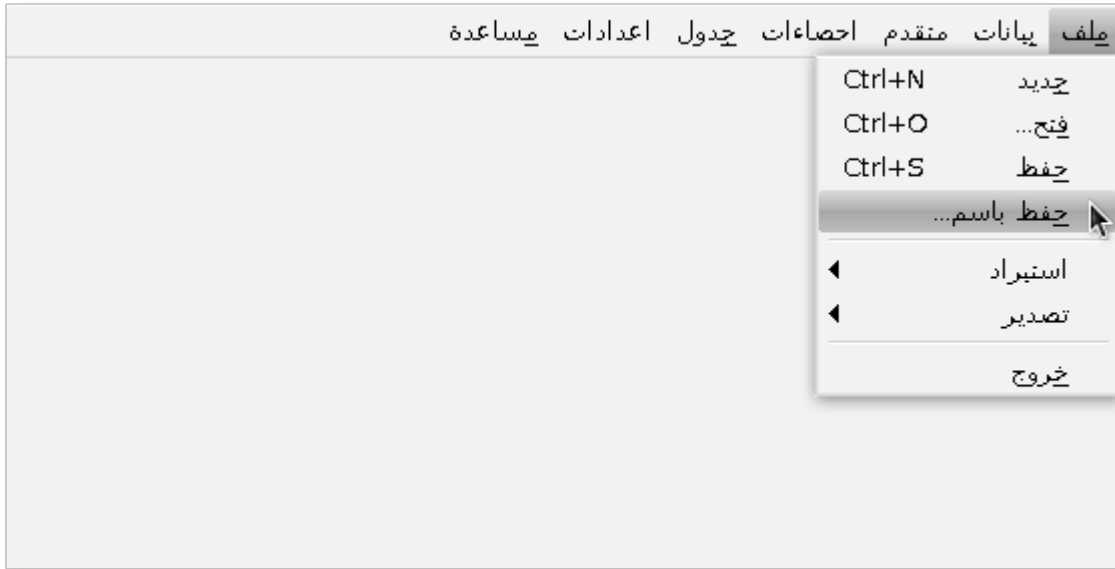 ملف بيانات متقدم احصاءات جدول اعدادات مساعدة
جديد Ctrl+N
فتح... Ctrl+O
حفظ Ctrl+S
حفظ باسم...
استيراد
تصدير
خروج